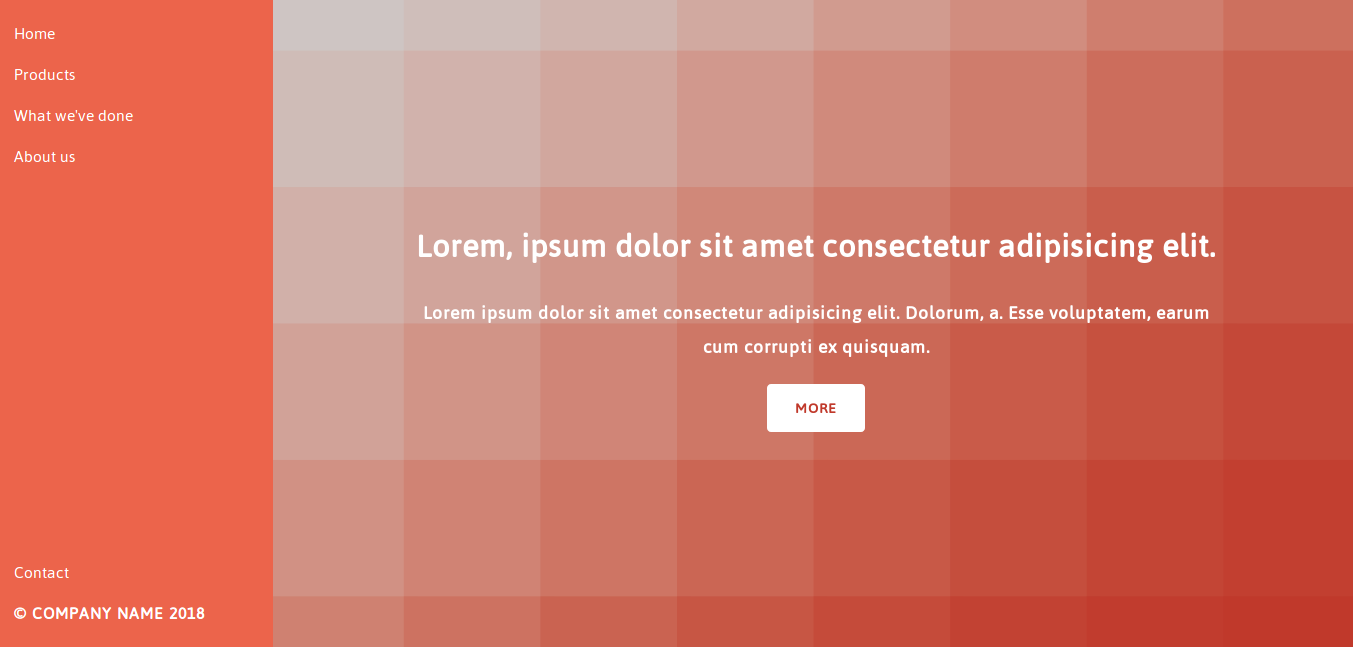 Home
Products
What we've done
About us
Lorem, ipsum dolor sit amet consectetur adipisicing elit.
Lorem ipsum dolor sit amet consectetur adipisicing elit. Dolorum, a. Esse voluptatem, earum
cum corrupti ex quisquam.
MORE
Contact
© COMPANY NAME 2018